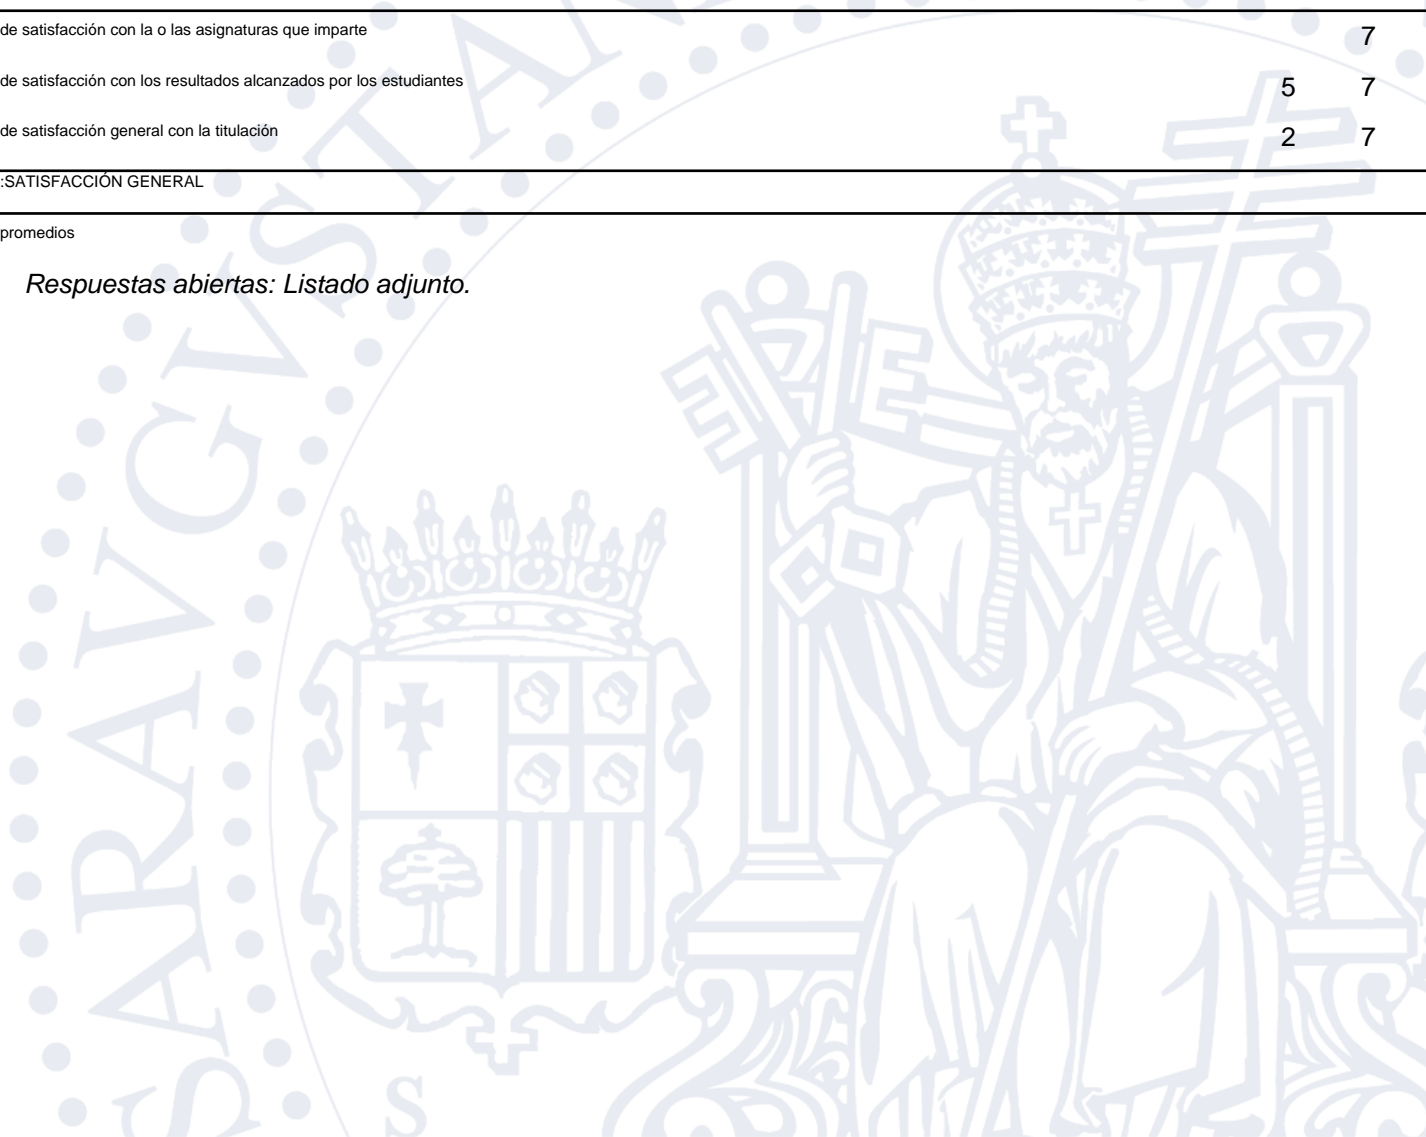 de satisfacción con la o las asignaturas que imparte 7
de satisfacción con los resultados alcanzados por los estudiantes 5 7
de satisfacción general con la titulación 2 7
:SATISFACCIÓN GENERAL
promedios
Respuestas abiertas: Listado adjunto.
SARAVGVSTAN
S